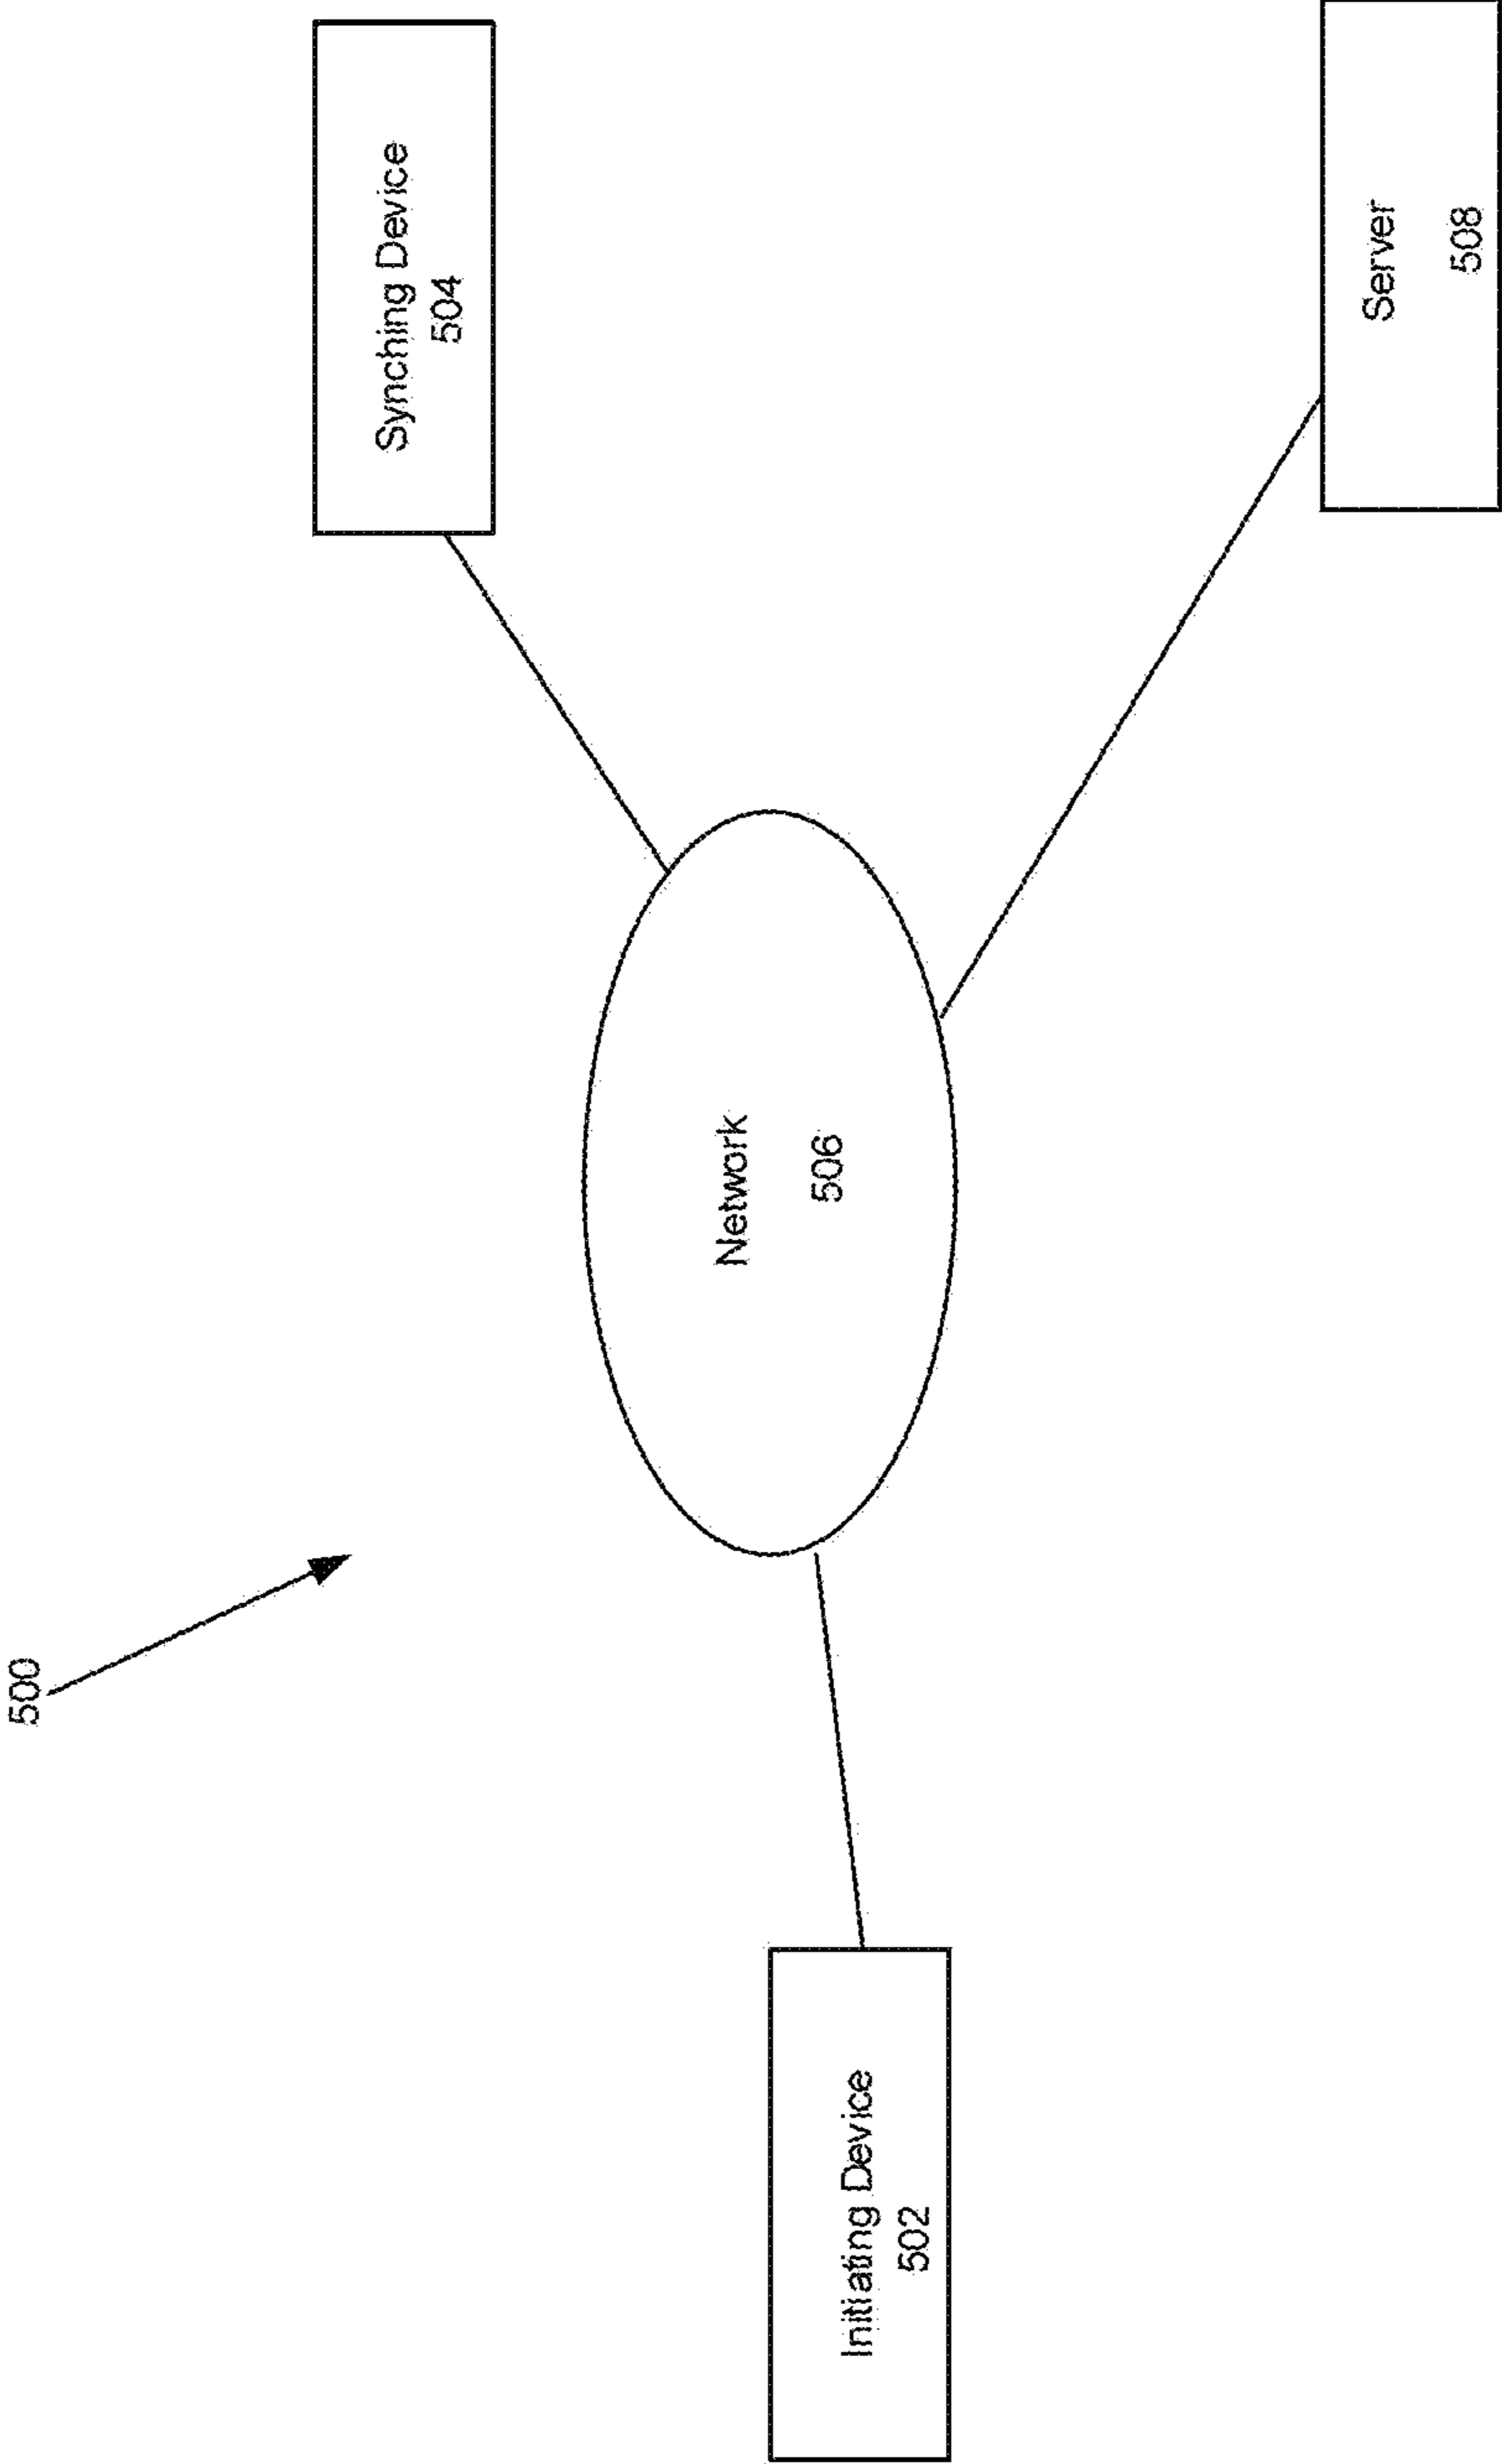 500
Synching Device
504
Network
506
Initiating Device
502
Server
508